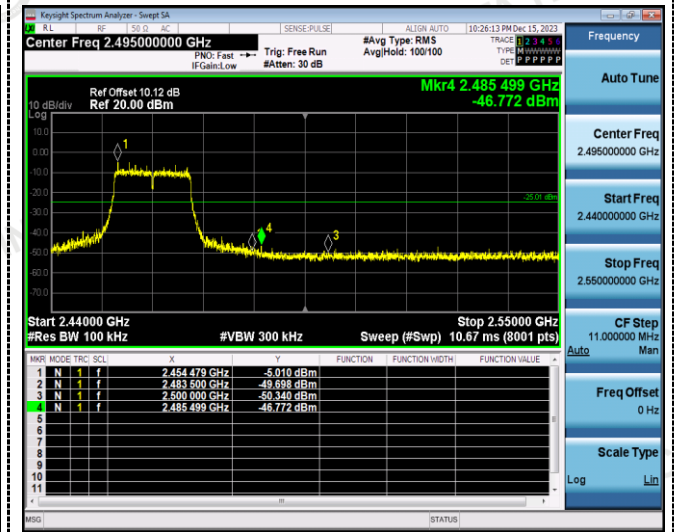 Keysight Spectrum Analyzer - Swept SA
RL RF 50 Ω AC SENSE:PULSE ALIGN AUTO 10:26:13 PM Dec 15, 2023
Center Freq 2.495000000 GHz
PNO: Fast
IFGain:Low
Trig: Free Run
#Atten: 30 dB
#Avg Type: RMS
Avg|Hold: 100/100
TRACE 1 2 3 4 5 6
TYPE M
DET P P P P P P
Frequency
Auto Tune
Center Freq
2.495000000 GHz
Start Freq
2.440000000 GHz
Stop Freq
2.550000000 GHz
CF Step
11.000000 MHz
Auto Man
Freq Offset
0 Hz
Scale Type
Log Lin
Mkr4 2.485 499 GHz
-46.772 dBm
Ref Offset 10.12 dB
10 dB/div Ref 20.00 dBm
Log
10.0
0.00
-10.0
-20.0
-30.0
-40.0
-50.0
-60.0
-70.0
1
4
3
-25.01 dBm
Start 2.44000 GHz Stop 2.55000 GHz
#Res BW 100 kHz #VBW 300 kHz Sweep (#Swp) 10.67 ms (8001 pts)
MKR MODE TRC SCL X Y FUNCTION FUNCTION WIDTH FUNCTION VALUE
1 N 1 f 2.454 479 GHz -5.010 dBm
2 N 1 f 2.483 500 GHz -49.698 dBm
3 N 1 f 2.500 000 GHz -50.340 dBm
4 N 1 f 2.485 499 GHz -46.772 dBm
5
6
7
8
9
10
11
MSG STATUS